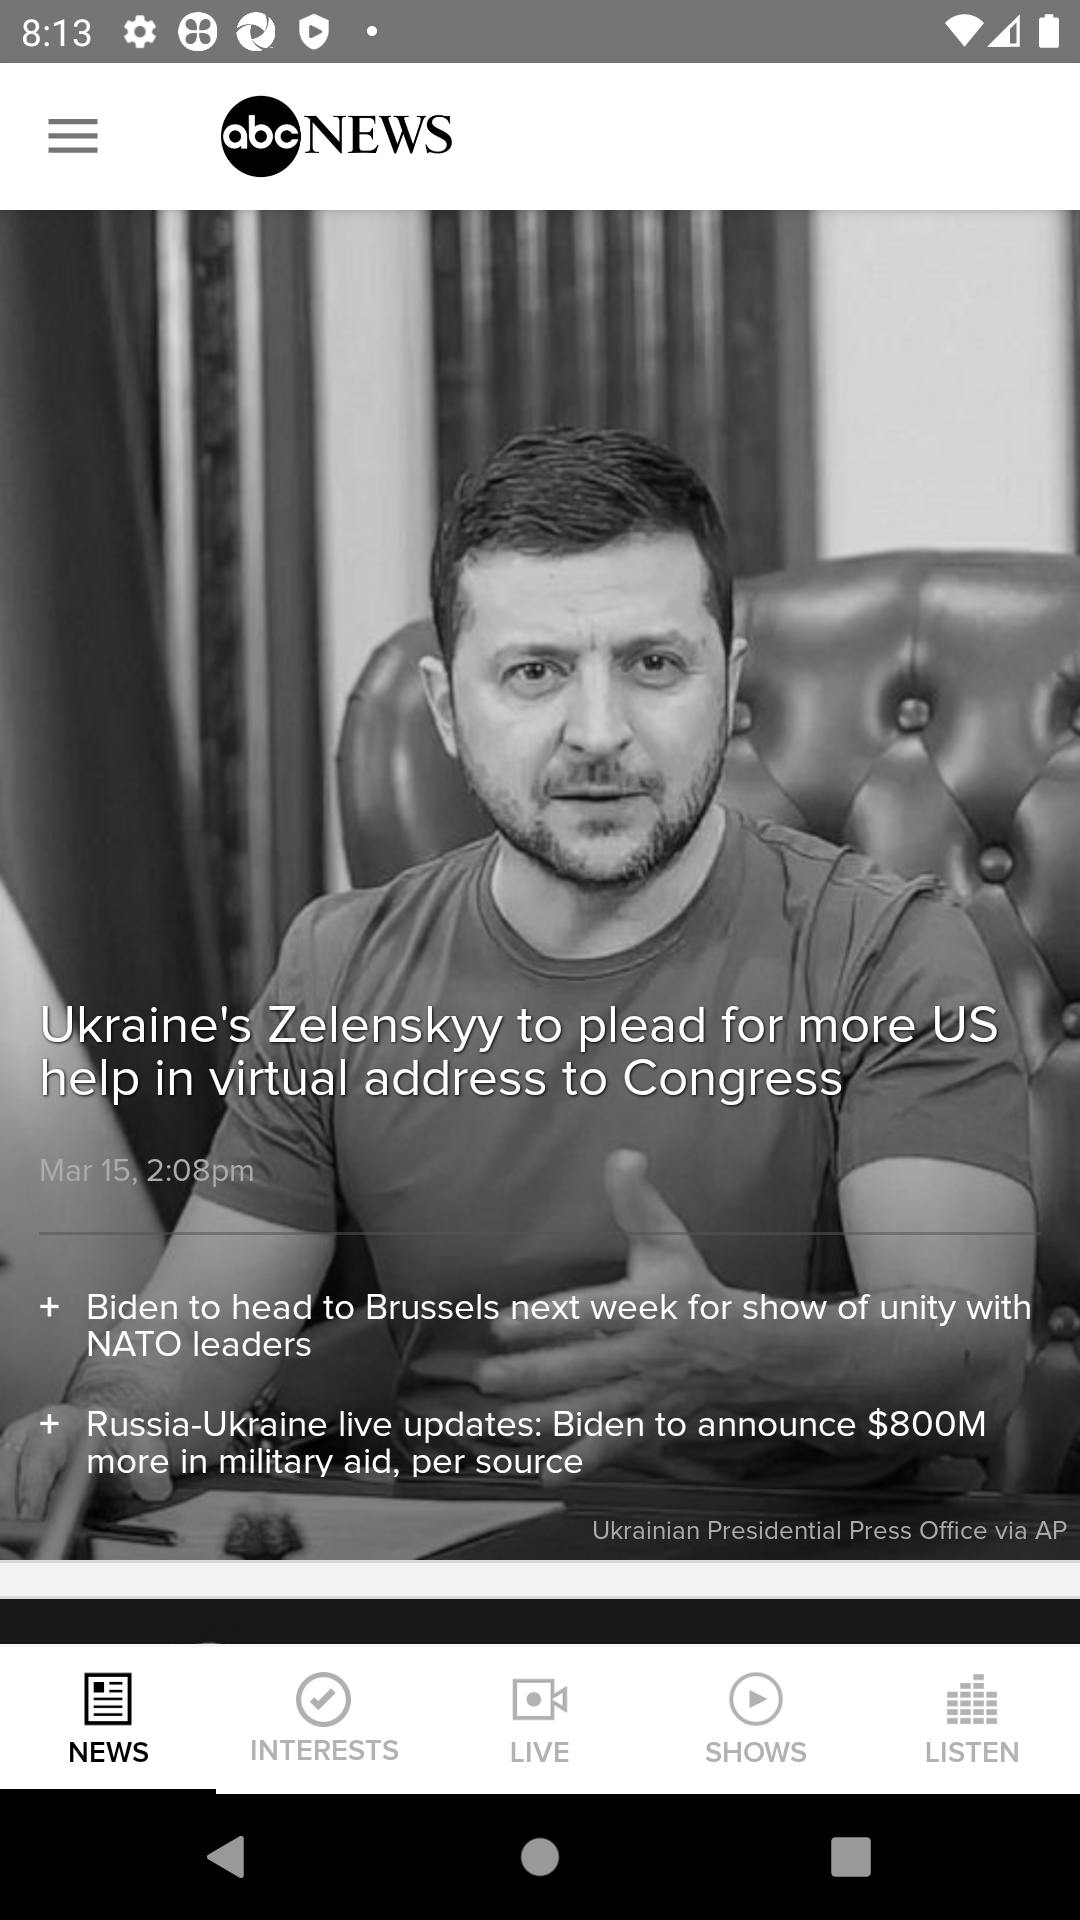 8:13
abc NEWS
Ukraine's Zelenskyy to plead for more US
help in virtual address to Congress
Mar 15, 2:08pm
+ Biden to head to Brussels next week for show of unity with
NATO leaders
+ Russia-Ukraine live updates: Biden to announce $800M
more in military aid, per source
Ukrainian Presidential Press Office via AP
NEWS INTERESTS LIVE SHOWS LISTEN